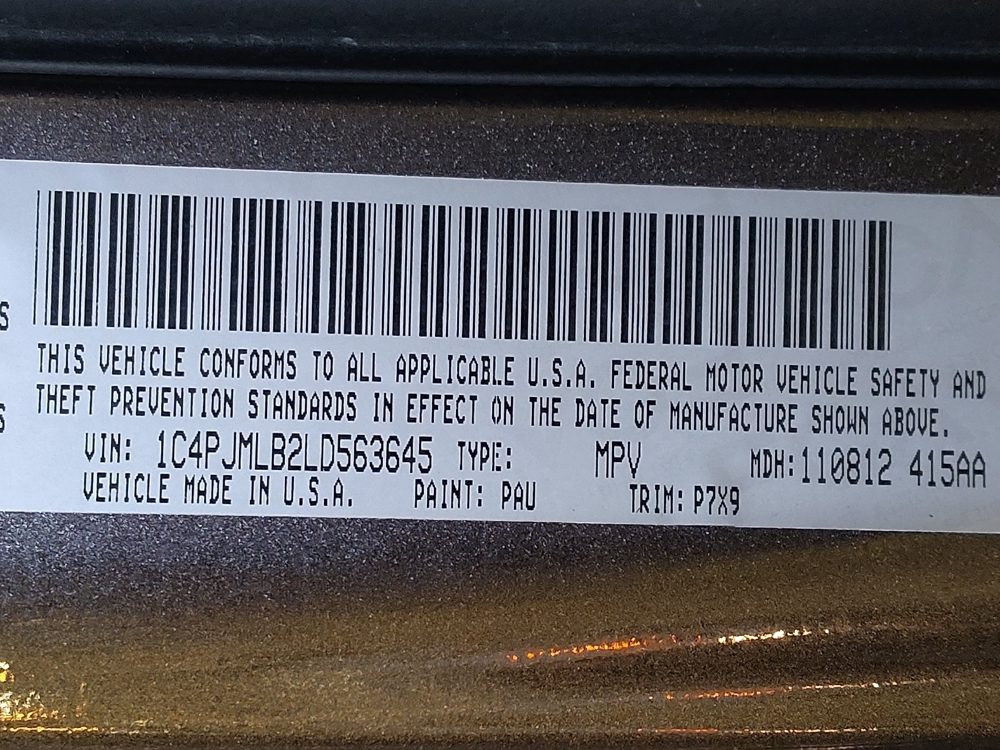 THIS VEHICLE CONFORMS TO ALL APPLICABLE U.S.A. FEDERAL MOTOR VEHICLE SAFETY AND
THEFT PREVENTION STANDARDS IN EFFECT ON THE DATE OF MANUFACTURE SHOWN ABOVE.
VIN: 1C4PJMLB2LD563645 TYPE: MPV MDH:110812 415AA
VEHICLE MADE IN U.S.A. PAINT: PAU TRIM: P7X9